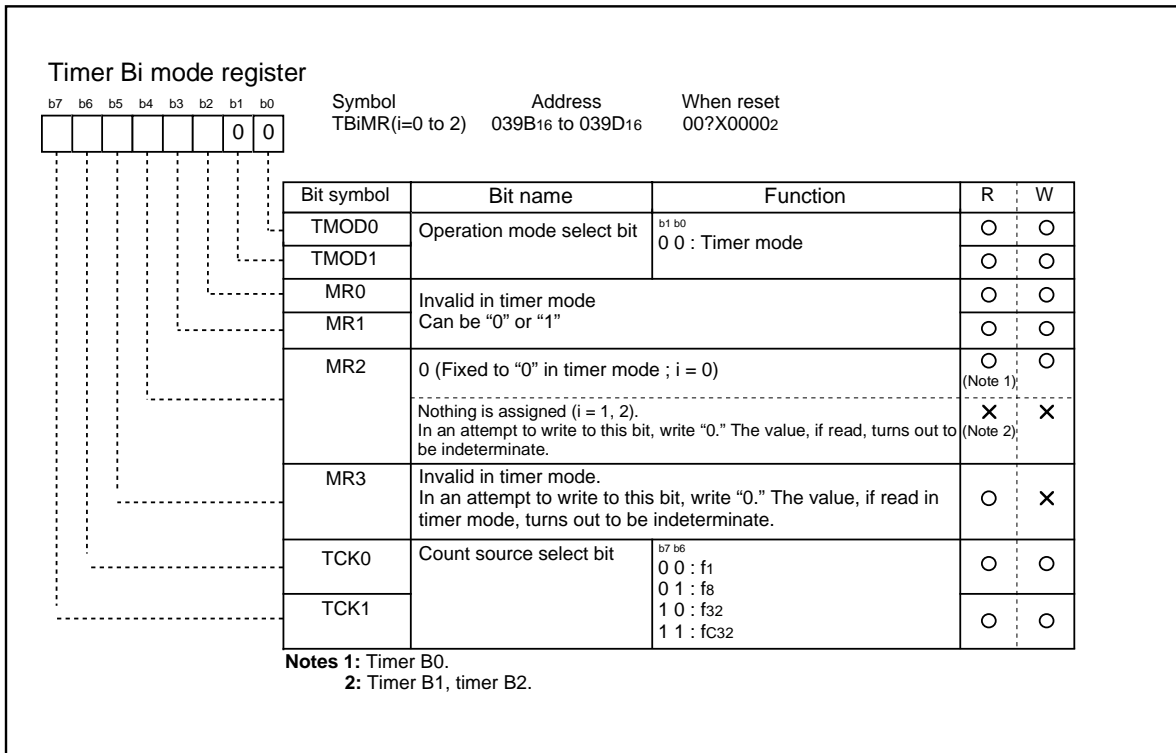 Timer Bi mode register
b7 b6 b5 b4 b3 b2 b1 b0
0 0
Symbol Address When reset
TBiMR(i=0 to 2) 039B16 to 039D16 00?X00002
Bit symbol Bit name Function R W
TMOD0 Operation mode select bit b1 b0
0 0 : Timer mode
TMOD1
MR0 Invalid in timer mode
MR1 Can be “0” or “1”
MR2 0 (Fixed to “0” in timer mode ; i = 0)
(Note 1)
Nothing is assigned (i = 1, 2).
In an attempt to write to this bit, write “0.” The value, if read, turns out to (Note 2)
be indeterminate.
MR3 Invalid in timer mode.
In an attempt to write to this bit, write “0.” The value, if read in
timer mode, turns out to be indeterminate.
TCK0 Count source select bit b7 b6
0 0 : f1
0 1 : f8
TCK1 1 0 : f32
1 1 : fC32
Notes 1: Timer B0.
2: Timer B1, timer B2.